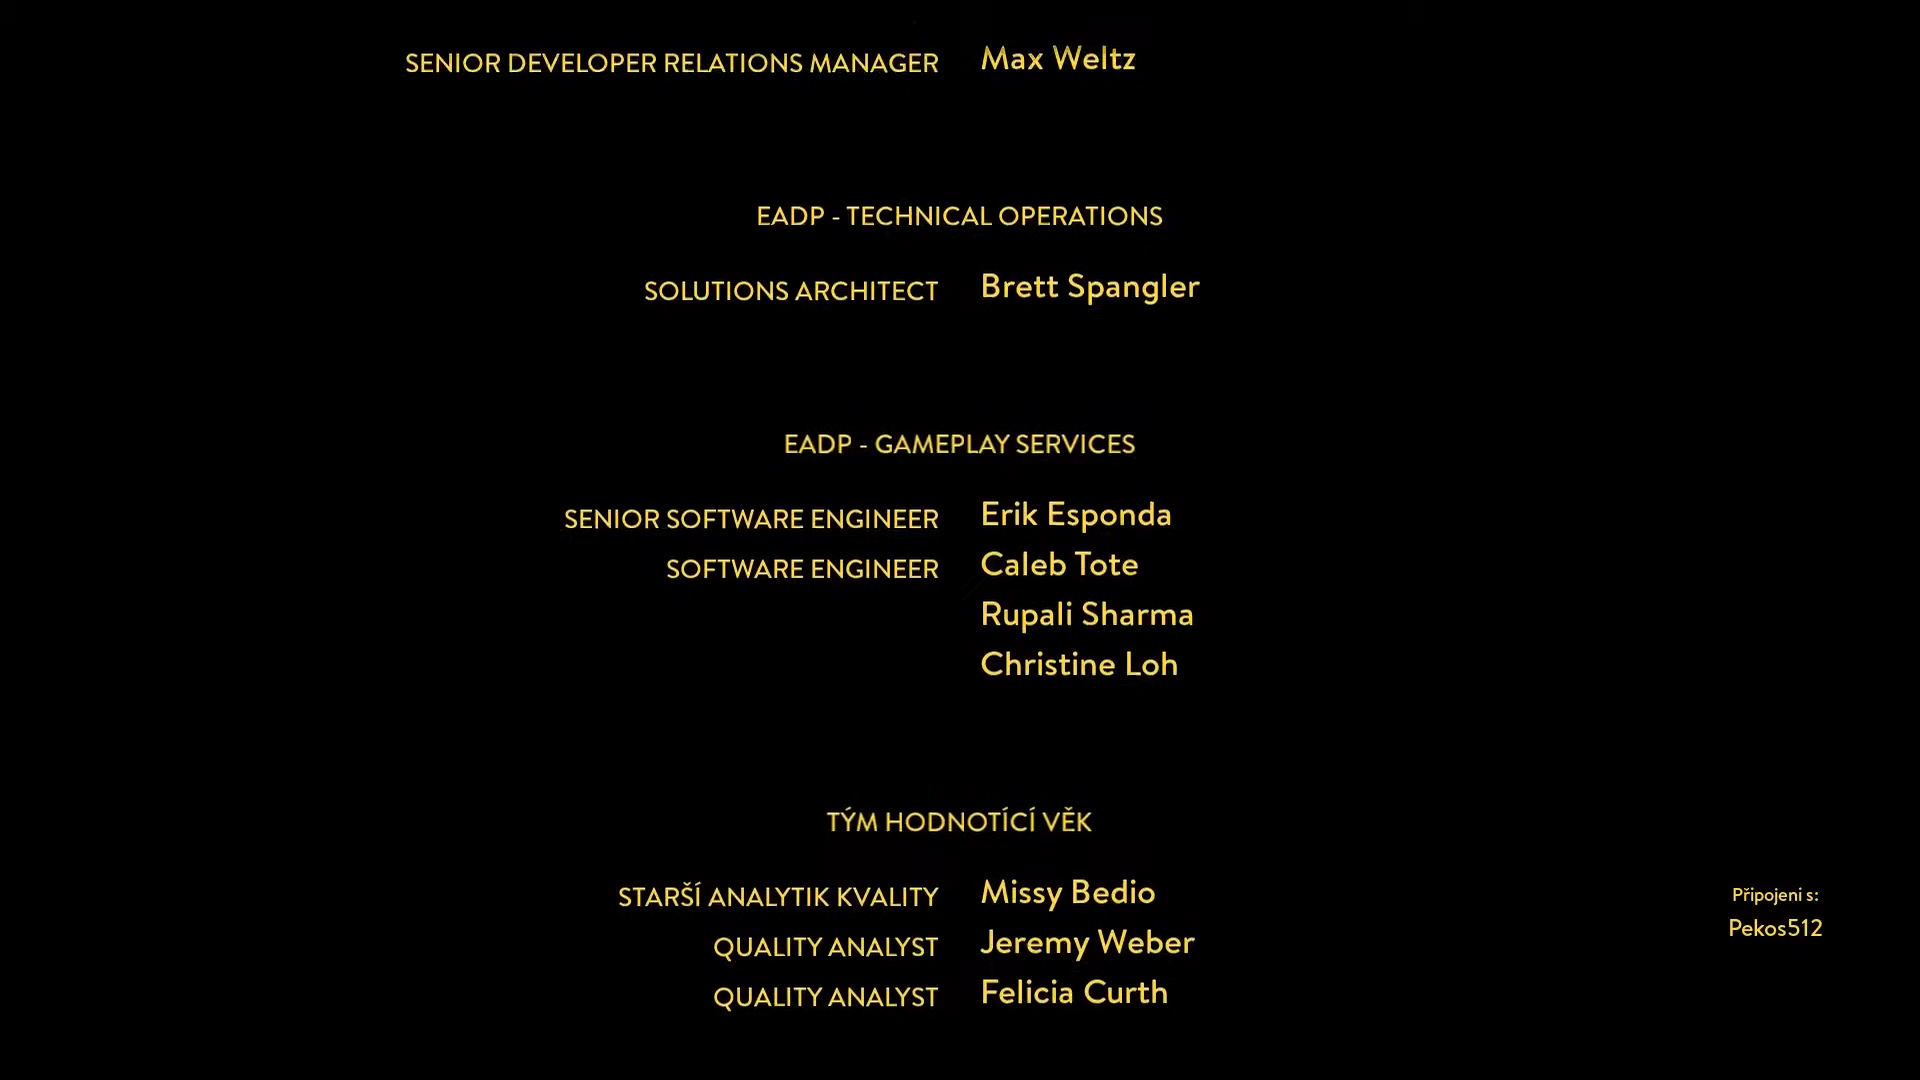 SENIOR DEVELOPER RELATIONS MANAGER Max Weltz
EADP - TECHNICAL OPERATIONS
SOLUTIONS ARCHITECT Brett Spangler
EADP - GAMEPLAY SERVICES
SENIOR SOFTWARE ENGINEER Erik Esponda
SOFTWARE ENGINEER Caleb Tote
Rupali Sharma
Christine Loh
TÝM HODNOTÍCÍ VĚK
STARŠÍ ANALYTIK KVALITY Missy Bedio
QUALITY ANALYST Jeremy Weber
QUALITY ANALYST Felicia Curth
Připojeni s:
Pekos512